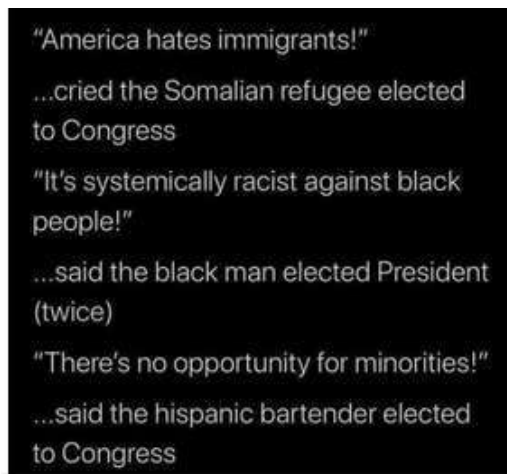 “America hates immigrants!”
...cried the Somalian refugee elected
to Congress
“It’s systemically racist against black
people!”
...said the black man elected President
(twice)
“There’s no opportunity for minorities!”
...said the hispanic bartender elected
to Congress